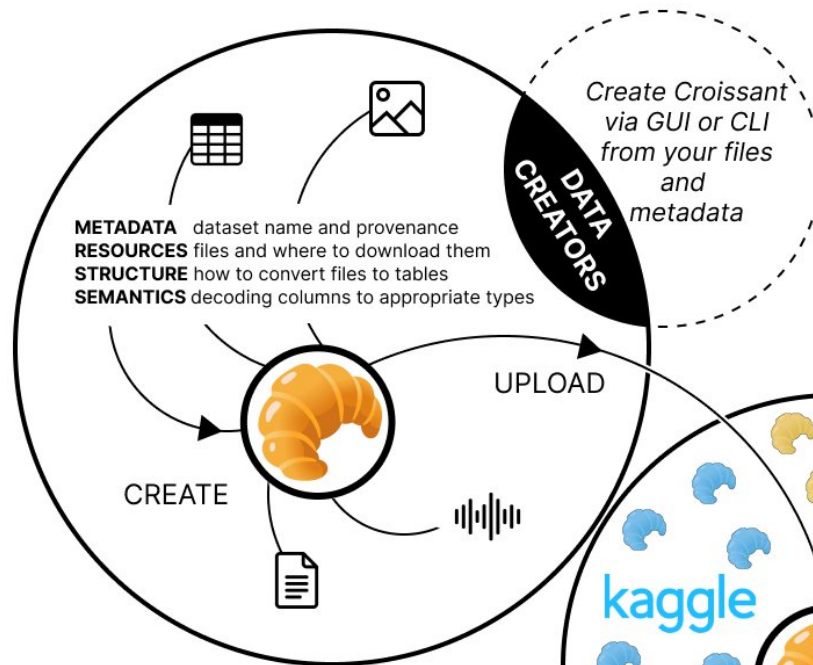 Create Croissant
via GUI or CLI
from your files
and
metadata
DATA
CREATORS
METADATA dataset name and provenance
RESOURCES files and where to download them
STRUCTURE how to convert files to tables
SEMANTICS decoding columns to appropriate types
UPLOAD
CREATE
kaggle